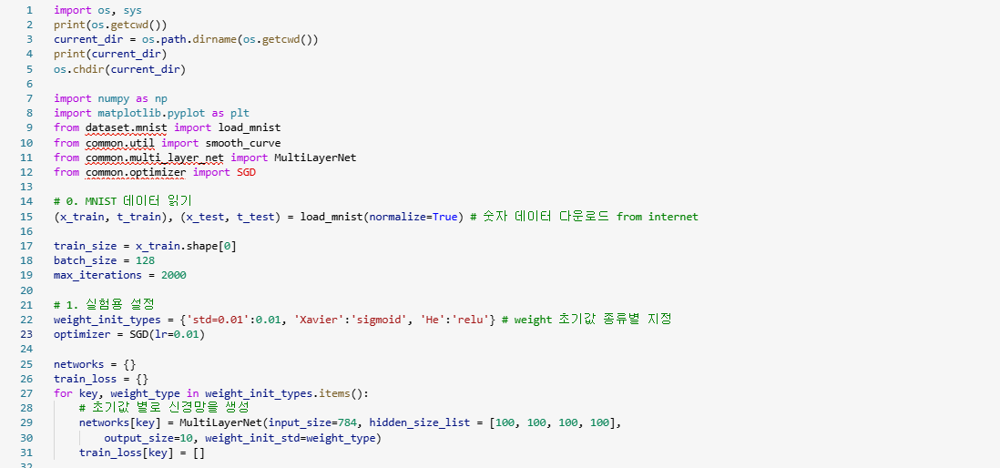 1 import os, sys
2 print(os.getcwd())
3 current_dir = os.path.dirname(os.getcwd())
4 print(current_dir)
5 os.chdir(current_dir)
6
7 import numpy as np
8 import matplotlib.pyplot as plt
9 from dataset.mnist import load_mnist
10 from common.util import smooth_curve
11 from common.multi_layer_net import MultiLayerNet
12 from common.optimizer import SGD
13
14 # 0. MNIST 데이터 읽기
15 (x_train, t_train), (x_test, t_test) = load_mnist(normalize=True) # 숫자 데이터 다운로드 from internet
16
17 train_size = x_train.shape[0]
18 batch_size = 128
19 max_iterations = 2000
20
21 # 1. 실험용 설정
22 weight_init_types = {'std=0.01':0.01, 'Xavier':'sigmoid', 'He':'relu'} # weight 초기값 종류별 지정
23 optimizer = SGD(lr=0.01)
24
25 networks = {}
26 train_loss = {}
27 for key, weight_type in weight_init_types.items():
28     # 초기값 별로 신경망을 생성
29     networks[key] = MultiLayerNet(input_size=784, hidden_size_list = [100, 100, 100, 100],
30         output_size=10, weight_init_std=weight_type)
31     train_loss[key] = []
32